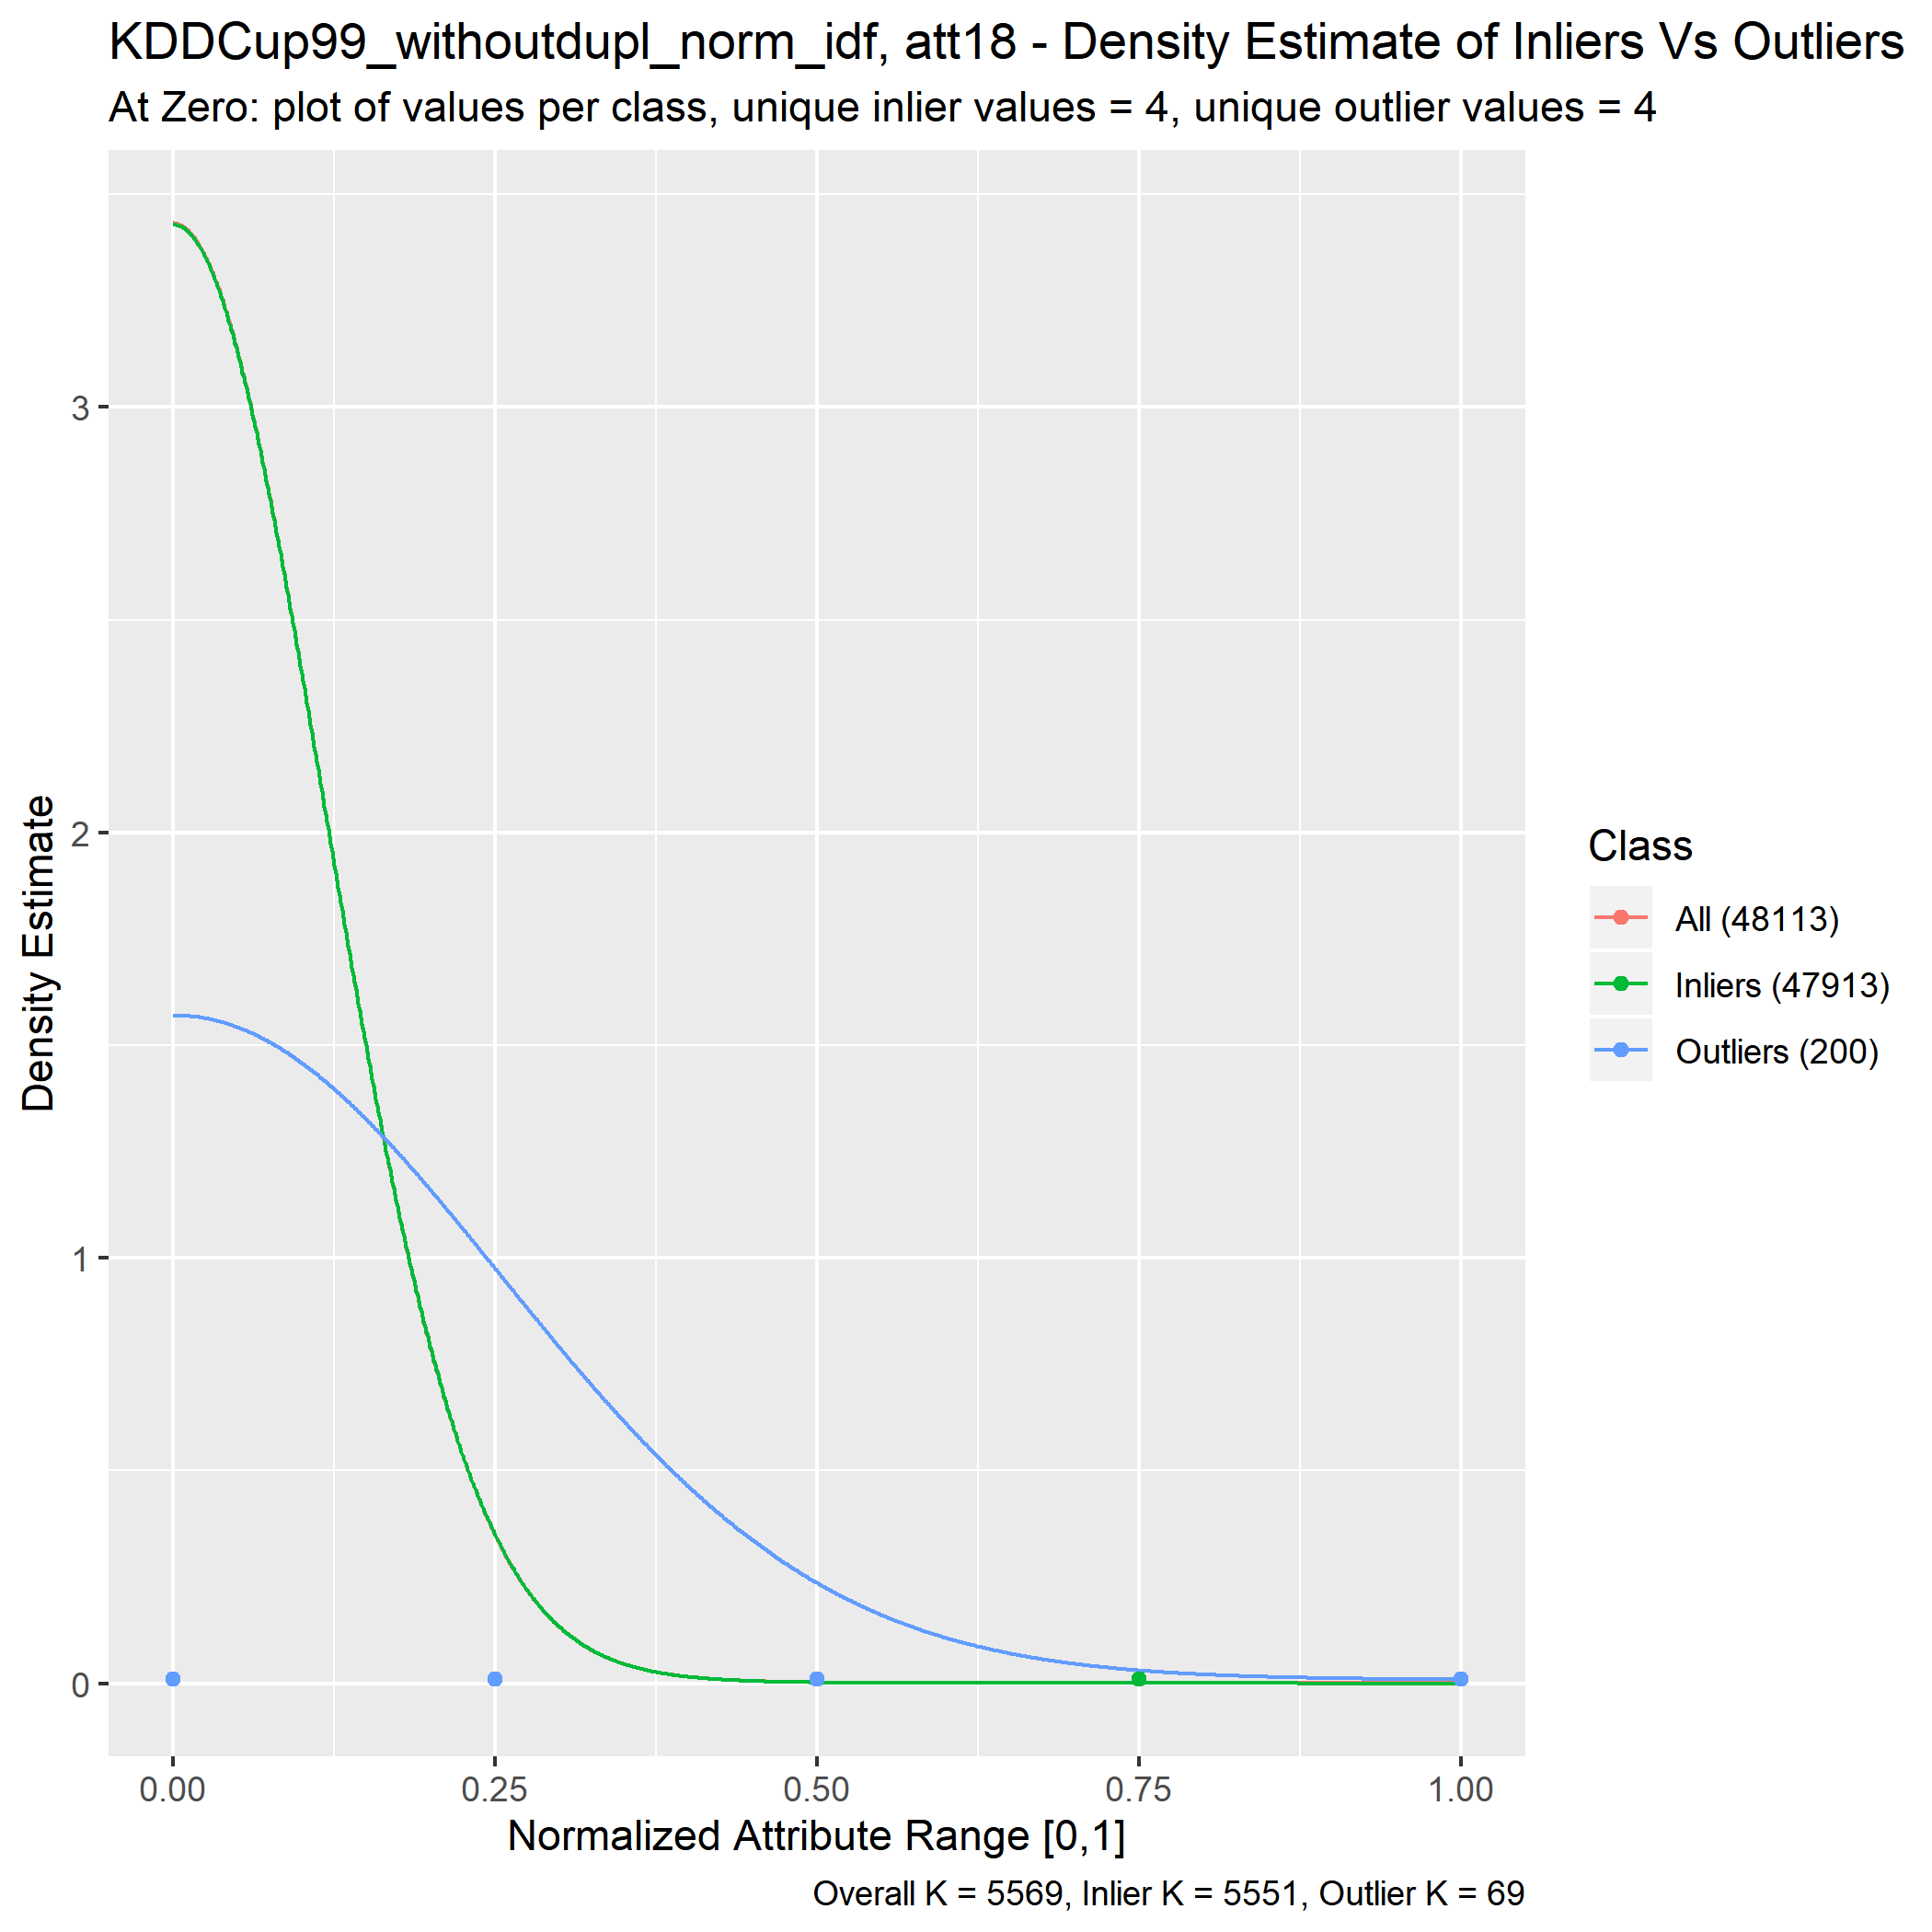 KDDCup99_withoutdupl_norm_idf, att18 - Density Estimate of Inliers Vs Outliers
At Zero: plot of values per class, unique inlier values = 4, unique outlier values = 4
Density Estimate
3
2
1
0
0.00 0.25 0.50 0.75 1.00
Normalized Attribute Range [0,1]
Class
All (48113)
Inliers (47913)
Outliers (200)
Overall K = 5569, Inlier K = 5551, Outlier K = 69